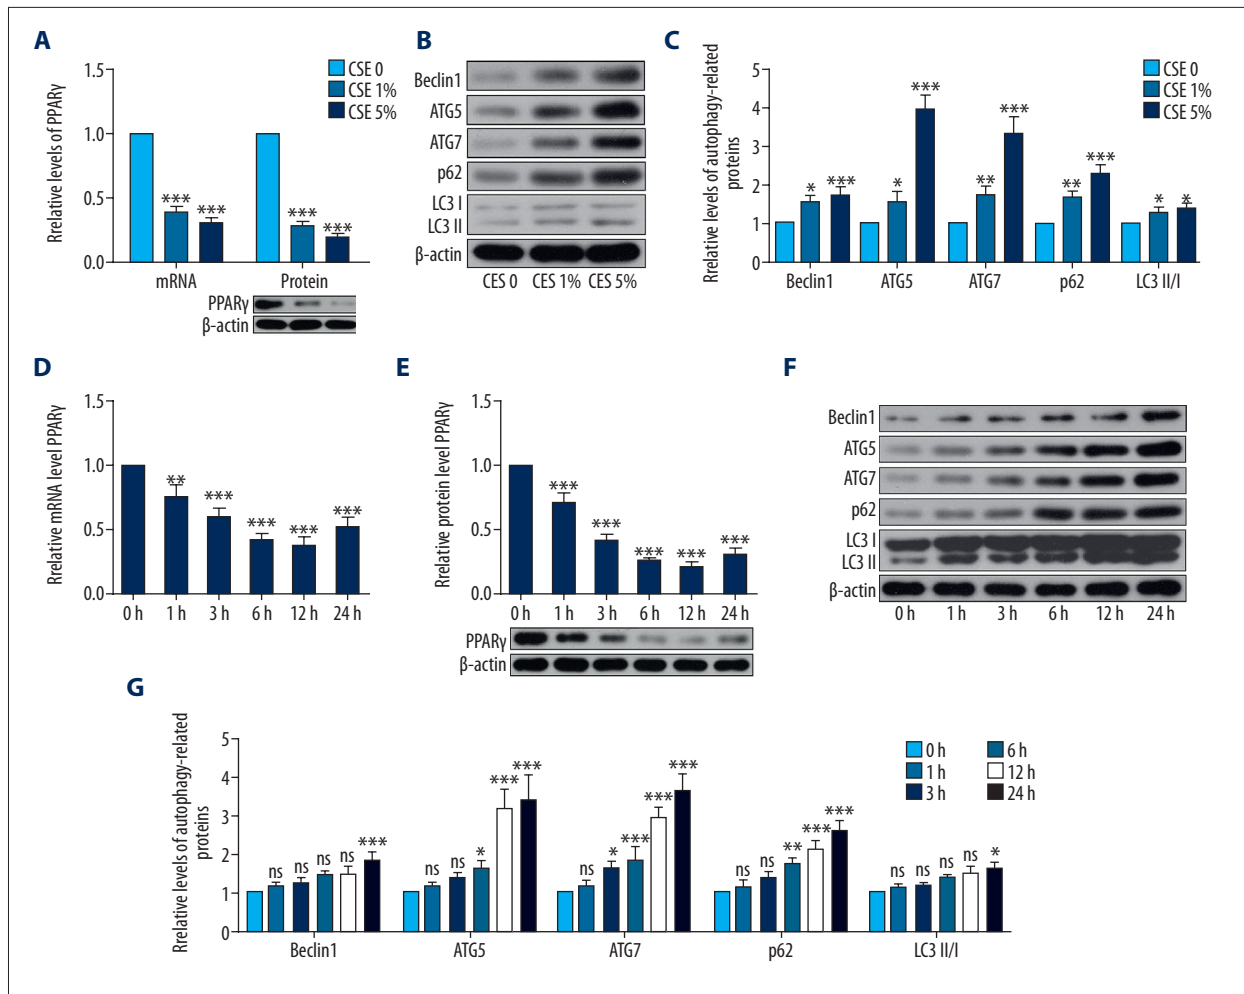 A
Rrelative levels of PPARγ
1.5
1.0
0.5
0.0
CSE 0
CSE 1%
CSE 5%
***
***
***
***
mRNA
Protein
PPARγ
β-actin
B
Beclin1
ATG5
ATG7
p62
LC3 I
LC3 II
β-actin
CES 0 CES 1% CES 5%
C
Rrelative levels of autophagy-related
proteins
5
4
3
2
1
0
CSE 0
CSE 1%
CSE 5%
* *** * *** ** *** ** *** * *
Beclin1 ATG5 ATG7 p62 LC3 II/I
D
Rrelative mRNA level PPARγ
1.5
1.0
0.5
0.0
** *** *** *** ***
0 h 1 h 3 h 6 h 12 h 24 h
E
Rrelative protein level PPARγ
1.5
1.0
0.5
0.0
*** *** *** *** ***
0 h 1 h 3 h 6 h 12 h 24 h
PPARγ
β-actin
F
Beclin1
ATG5
ATG7
p62
LC3 I
LC3 II
β-actin
0 h 1 h 3 h 6 h 12 h 24 h
G
Rrelative levels of autophagy-related
proteins
5
4
3
2
1
0
0 h
1 h
3 h
6 h
12 h
24 h
ns ns ns ns *** ns ns * *** *** ns * *** *** *** ns ns ** *** *** ns ns ns ns *
Beclin1 ATG5 ATG7 p62 LC3 II/I